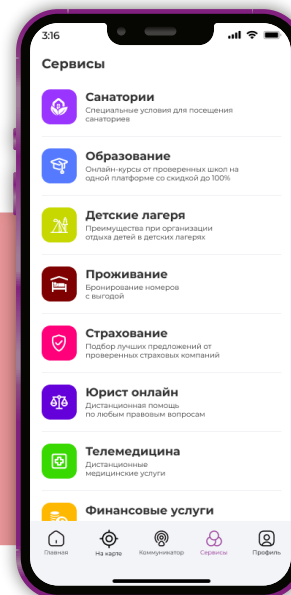 3:16
Сервисы
Санатории
Специальные условия для посещения
санаториев
Образование
Онлайн-курсы от проверенных школ на
одной платформе со скидкой до 100%
Детские лагеря
Преимущества при организации
отдыха детей в детских лагерях
Проживание
Бронирование номеров
с выгодой
Страхование
Подбор лучших предложений от
проверенных страховых компаний
Юрист онлайн
Дистанционная помощь
по любым правовым вопросам
Телемедицина
Дистанционные
медицинские услуги
Финансовые услуги
Главная На карте Коммуникатор Сервисы Профиль